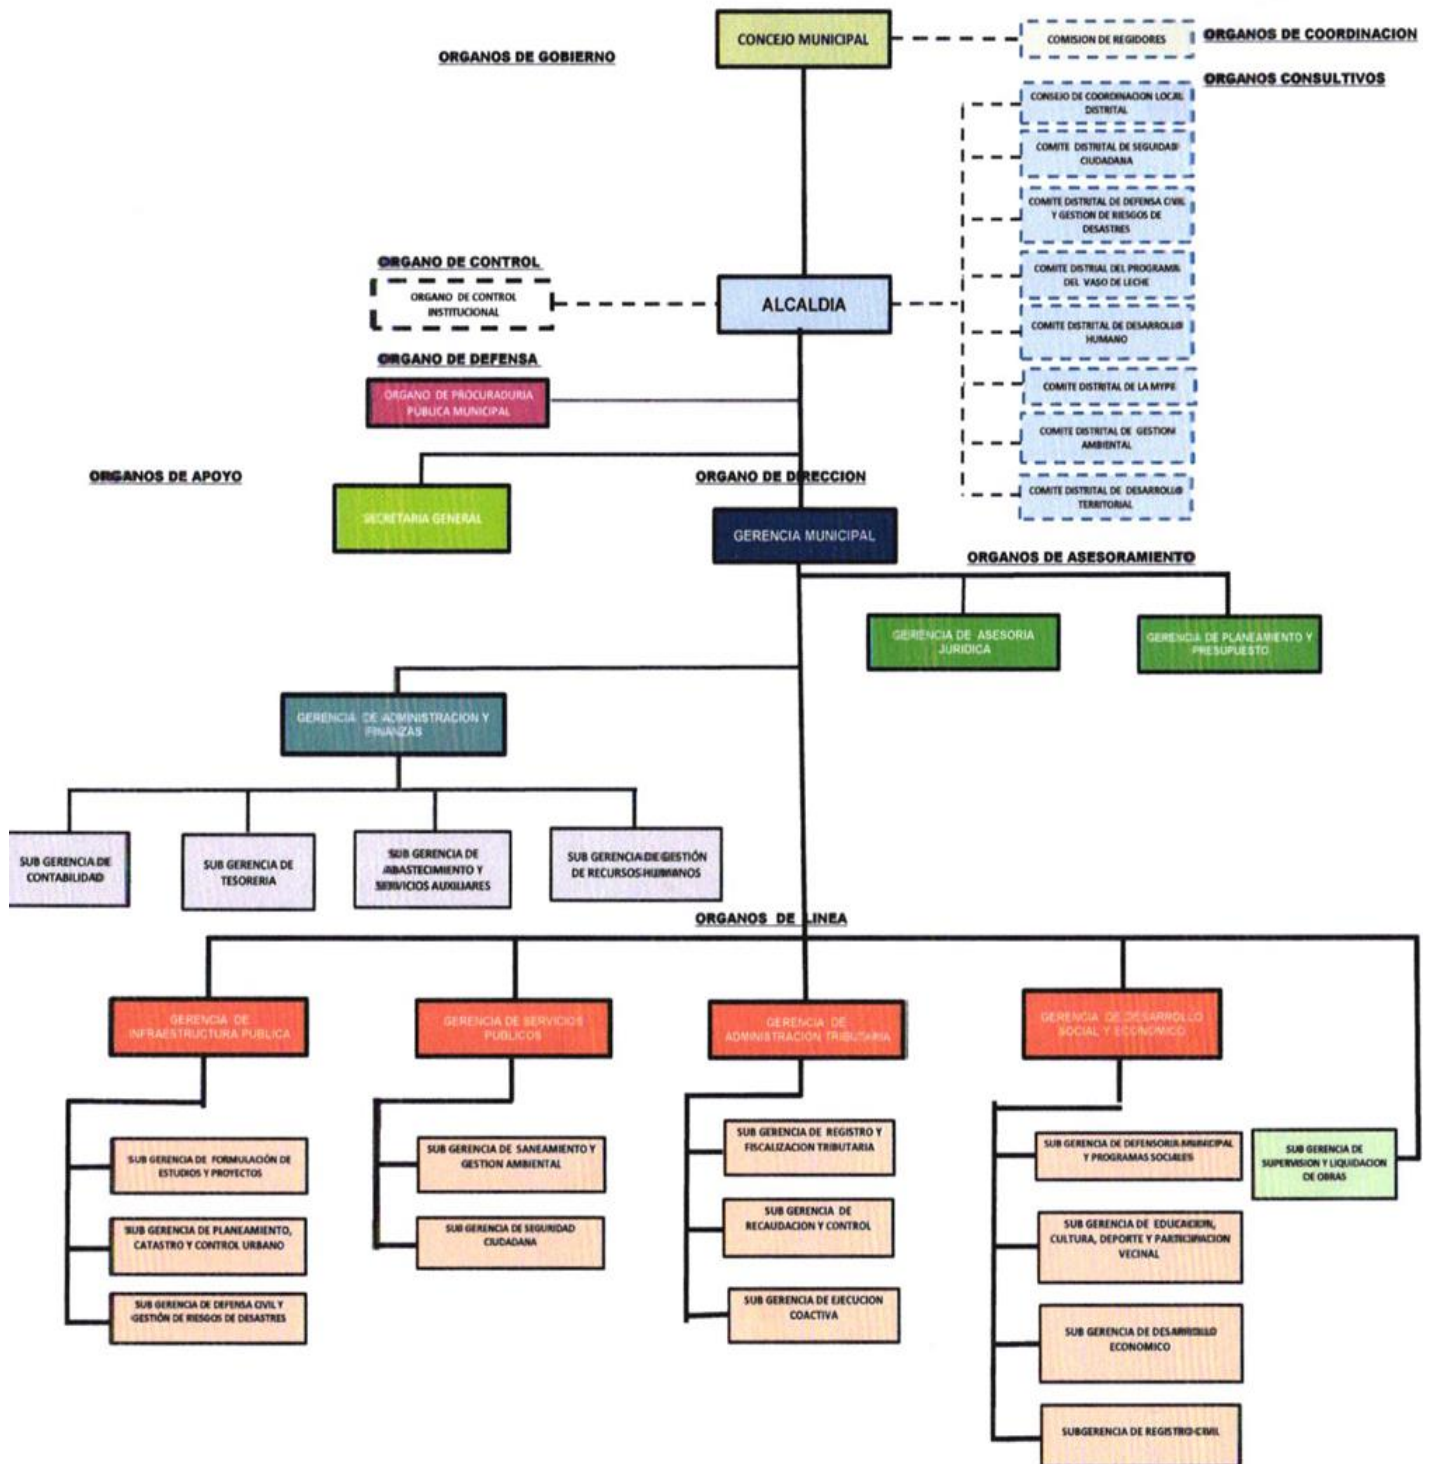 CONCEJO MUNICIPAL
COMISION DE REGIDORES
ORGANOS DE COORDINACION
ORGANOS DE GOBIERNO
ORGANOS CONSULTIVOS
CONSEJO DE COORDINACION LOCAL
DISTRITAL
COMITE DISTRITAL DE SEGUIDAD
CIUDADANA
COMITE DISTRITAL DE DEFENSA CIVIL
Y GESTION DE RIESGOS DE
DESASTRES
COMITE DISTRIAL DEL PROGRAMA
DEL VASO DE LECHE
COMITE DISTRITAL DE DESARROLLO
HUMANO
COMITE DISTRITAL DE LA MYPE
COMITE DISTRITAL DE GESTION
AMBIENTAL
COMITE DISTRITAL DE DESARROLLO
TERRITORIAL
ORGANO DE CONTROL
ORGANO DE CONTROL
INSTITUCIONAL
ALCALDIA
ORGANO DE DEFENSA
ORGANO DE PROCURADURIA
PÚBLICA MUNICIPAL
ORGANOS DE APOYO
SECRETARIA GENERAL
ORGANO DE DIRECCION
GERENCIA MUNICIPAL
ORGANOS DE ASESORAMIENTO
GERENCIA DE ASESORIA
JURIDICA
GERENCIA DE PLANEAMIENTO Y
PRESUPUESTO
GERENCIA DE ADMINISTRACION Y
FINANZAS
SUB GERENCIA DE
CONTABILIDAD
SUB GERENCIA DE
TESORERIA
SUB GERENCIA DE
ABASTECIMIENTO Y
SERVICIOS AUXILIARES
SUB GERENCIA DE GESTIÓN
DE RECURSOS HUMANOS
ORGANOS DE LINEA
GERENCIA DE
INFRAESTRUCTURA PUBLICA
GERENCIA DE SERVICIOS
PUBLICOS
GERENCIA DE
ADMINISTRACION TRIBUTARIA
GERENCIA DE DESARROLLO
SOCIAL Y ECONOMICO
SUB GERENCIA DE FORMULACIÓN DE
ESTUDIOS Y PROYECTOS
SUB GERENCIA DE PLANEAMIENTO,
CATASTRO Y CONTROL URBANO
SUB GERENCIA DE DEFENSA CIVIL Y
GESTIÓN DE RIESGOS DE DESASTRES
SUB GERENCIA DE SANEAMIENTO Y
GESTION AMBIENTAL
SUB GERENCIA DE SEGURIDAD
CIUDADANA
SUB GERENCIA DE REGISTRO Y
FISCALIZACION TRIBUTARIA
SUB GERENCIA DE
RECAUDACION Y CONTROL
SUB GERENCIA DE EJECUCION
COACTIVA
SUB GERENCIA DE DEFENSORIA MUNICIPAL
Y PROGRAMAS SOCIALES
SUB GERENCIA DE EDUCACION,
CULTURA, DEPORTE Y PARTICIPACION
VECINAL
SUB GERENCIA DE DESARROLLO
ECONOMICO
SUBGERENCIA DE REGISTRO CIVIL
SUB GERENCIA DE
SUPERVISION Y LIQUIDACION
DE OBRAS